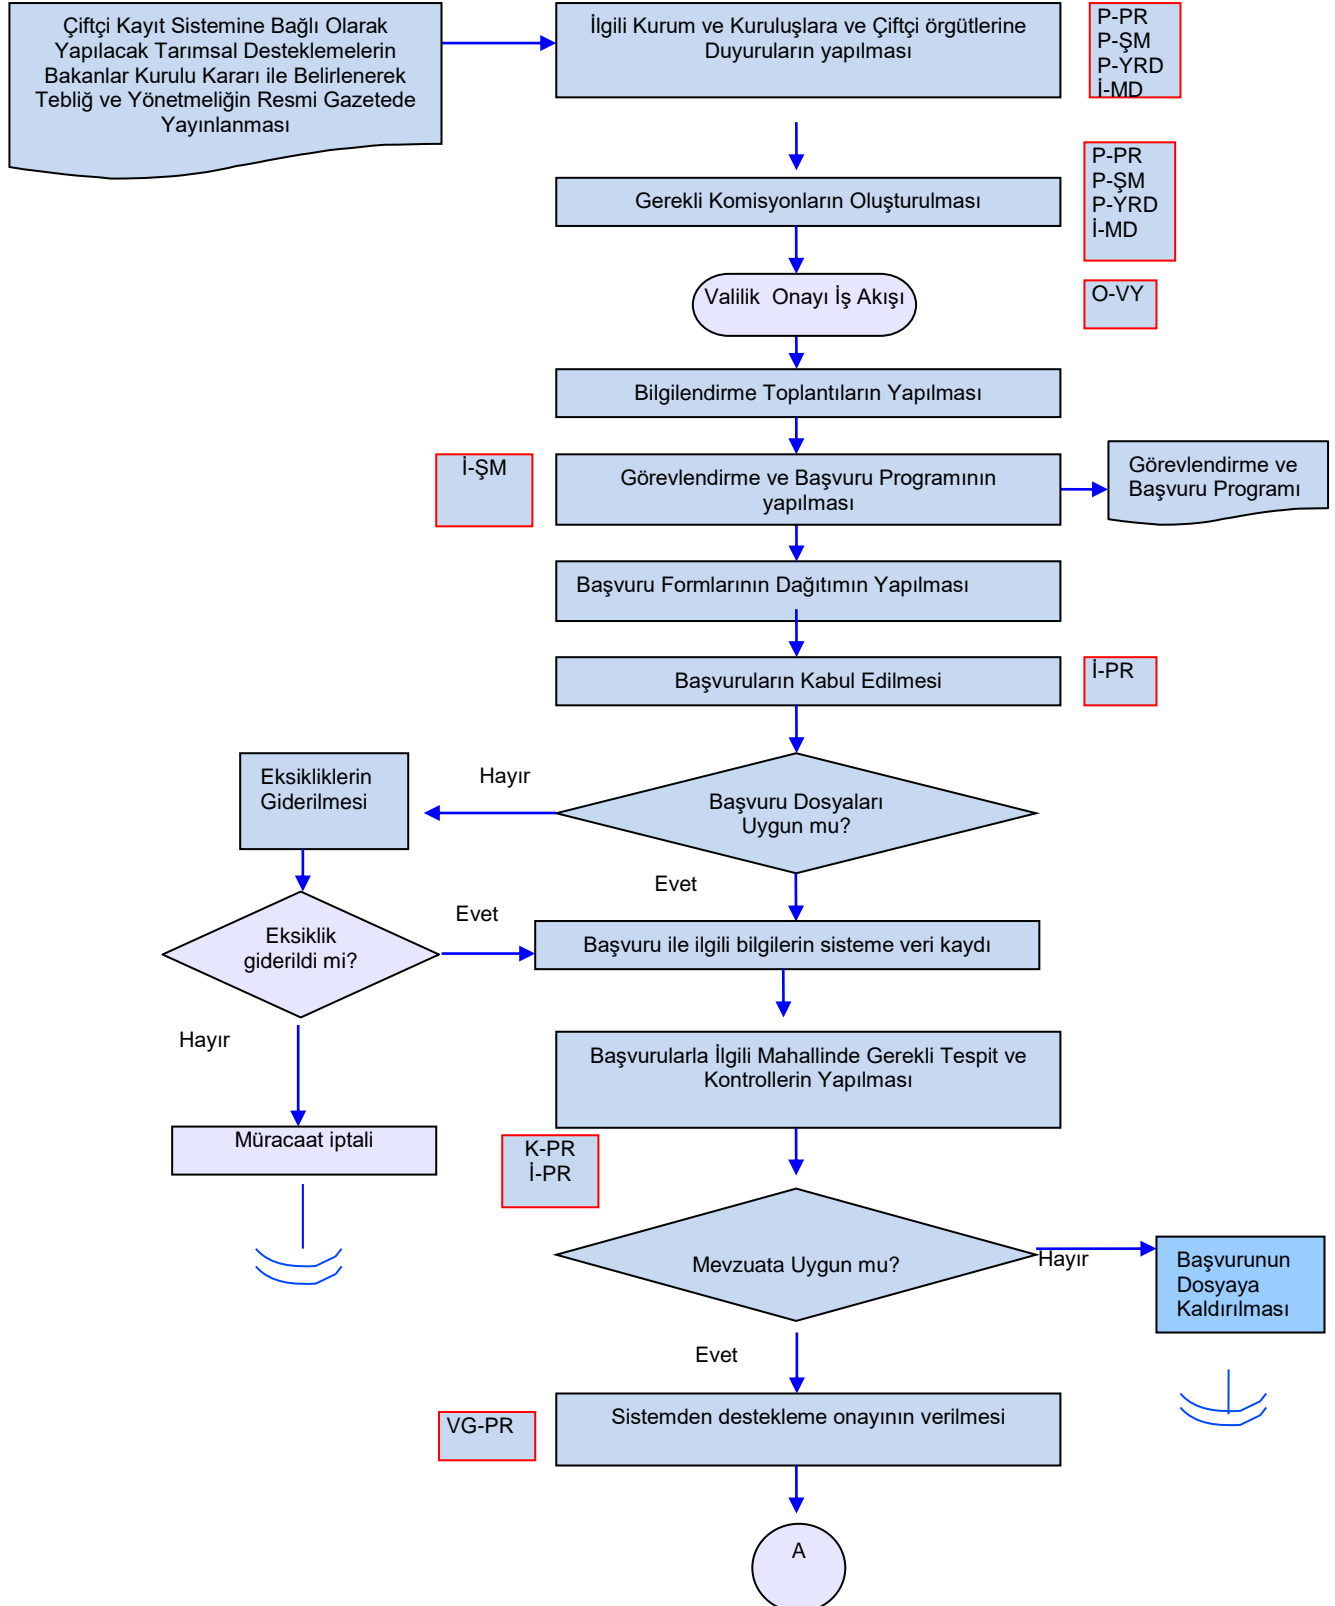 Çiftçi Kayıt Sistemine Bağlı Olarak
Yapılacak Tarımsal Desteklemelerin
Bakanlar Kurulu Kararı ile Belirlenerek
Tebliğ ve Yönetmeliğin Resmi Gazetede
Yayınlanması
İlgili Kurum ve Kuruluşlara ve Çiftçi örgütlerine
Duyuruların yapılması
P-PR
P-ŞM
P-YRD
İ-MD
Gerekli Komisyonların Oluşturulması
P-PR
P-ŞM
P-YRD
İ-MD
Valilik  Onayı İş Akışı
O-VY
Bilgilendirme Toplantıların Yapılması
İ-ŞM
Görevlendirme ve Başvuru Programının
yapılması
Görevlendirme ve
Başvuru Programı
Başvuru Formlarının Dağıtımın Yapılması
Başvuruların Kabul Edilmesi
İ-PR
Eksikliklerin
Giderilmesi
Hayır
Başvuru Dosyaları
Uygun mu?
Evet
Eksiklik
giderildi mi?
Evet
Başvuru ile ilgili bilgilerin sisteme veri kaydı
Hayır
Başvurularla İlgili Mahallinde Gerekli Tespit ve
Kontrollerin Yapılması
Müracaat iptali
K-PR
İ-PR
Mevzuata Uygun mu?
Hayır
Başvurunun
Dosyaya
Kaldırılması
Evet
VG-PR
Sistemden destekleme onayının verilmesi
A